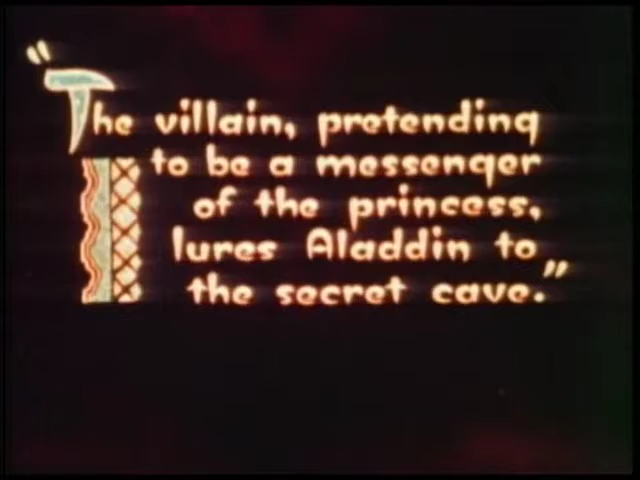 "The villain, pretending
to be a messenger
of the princess,
lures Aladdin to
the secret cave."